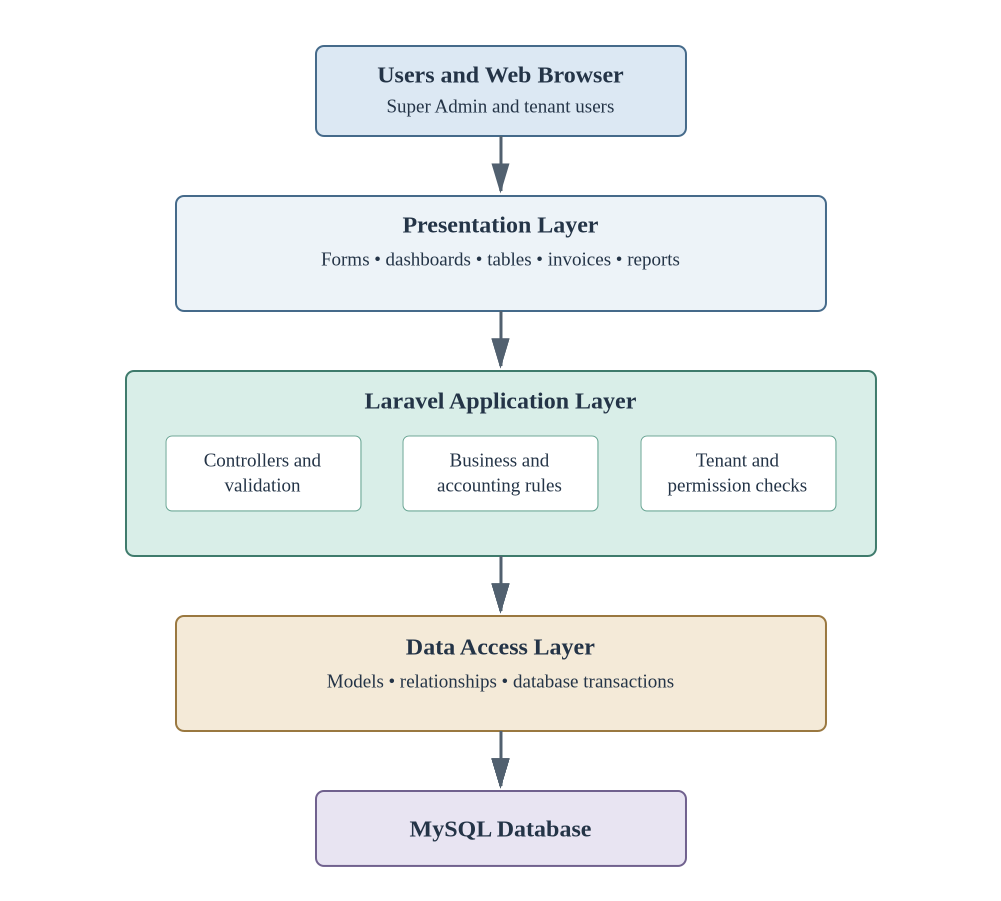 Users and Web Browser
Super Admin and tenant users
Presentation Layer
Forms • dashboards • tables • invoices • reports
Laravel Application Layer
Controllers and
validation
Business and
accounting rules
Tenant and
permission checks
Data Access Layer
Models • relationships • database transactions
MySQL Database